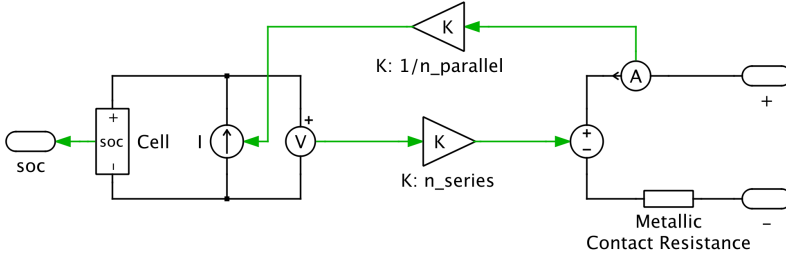 K
A
K: 1/n_parallel
+
+
soc
–
Cell
I
+
V
K
+
–
soc
K: n_series
–
Metallic
Contact Resistance